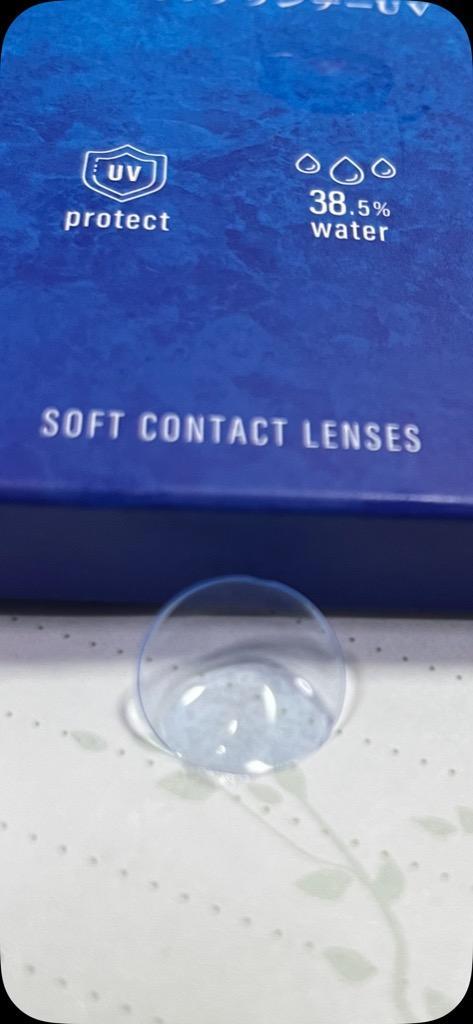 UV
protect
38.5%
water
SOFT CONTACT LENSES